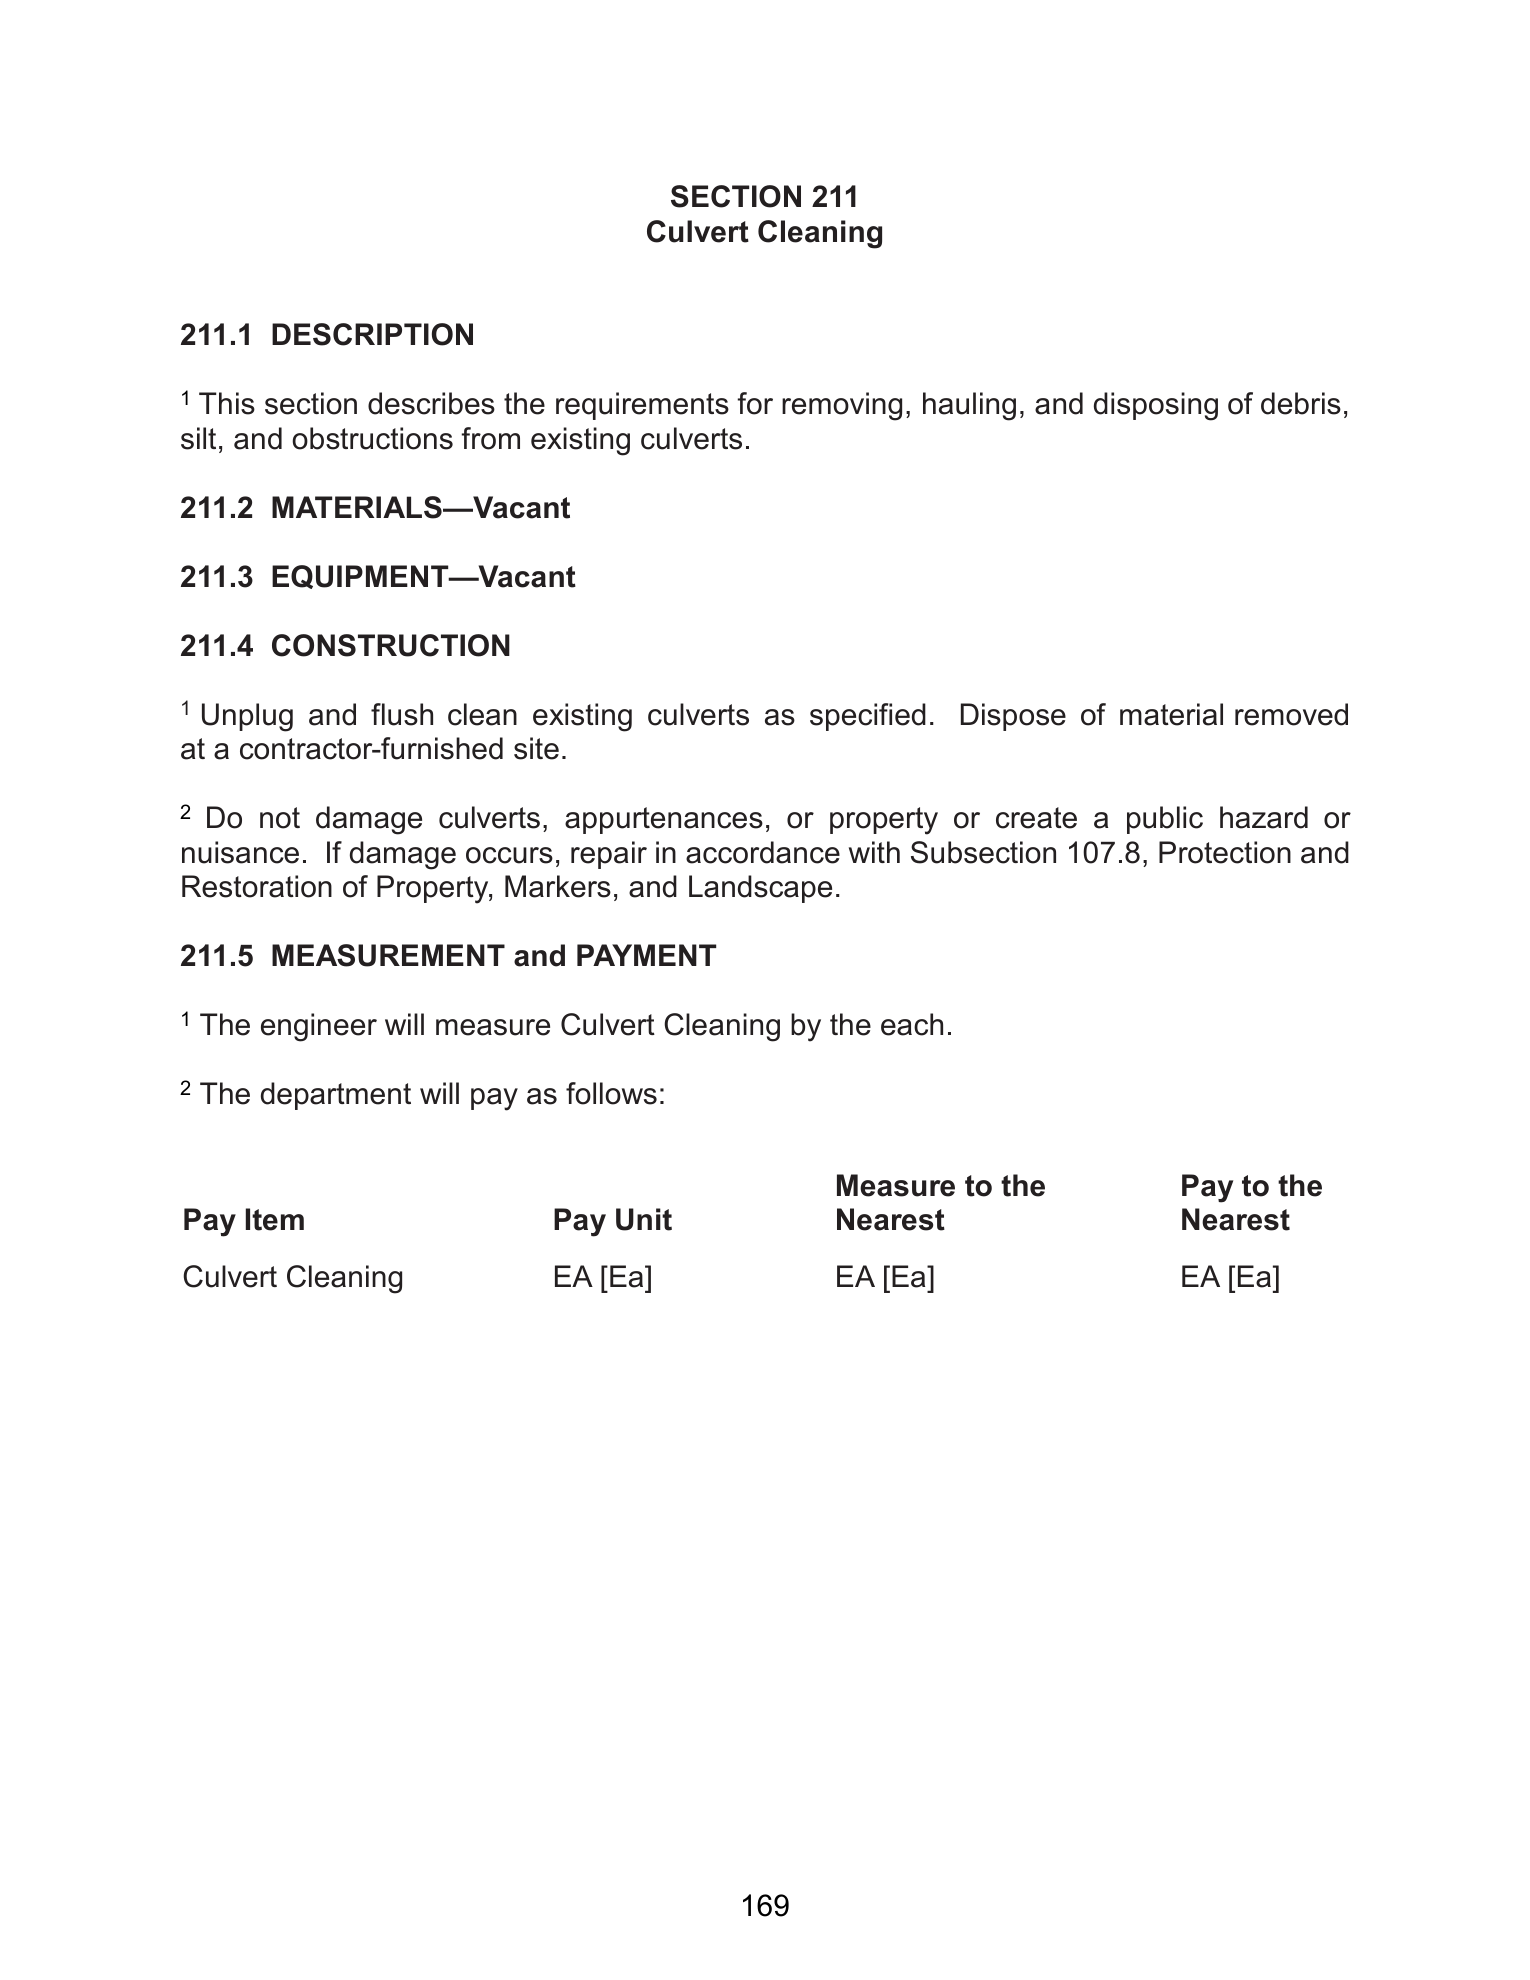 SECTION 211
Culvert Cleaning
211.1 DESCRIPTION
1 This section describes the requirements for removing, hauling, and disposing of debris,
silt, and obstructions from existing culverts.
211.2 MATERIALS—Vacant
211.3 EQUIPMENT—Vacant
211.4 CONSTRUCTION
1 Unplug and flush clean existing culverts as specified. Dispose of material removed
at a contractor-furnished site.
2 Do not damage culverts, appurtenances, or property or create a public hazard or
nuisance. If damage occurs, repair in accordance with Subsection 107.8, Protection and
Restoration of Property, Markers, and Landscape.
211.5 MEASUREMENT and PAYMENT
1 The engineer will measure Culvert Cleaning by the each.
2 The department will pay as follows:
Measure to the Pay to the
Pay Item Pay Unit Nearest Nearest
Culvert Cleaning EA [Ea] EA [Ea] EA [Ea]
169